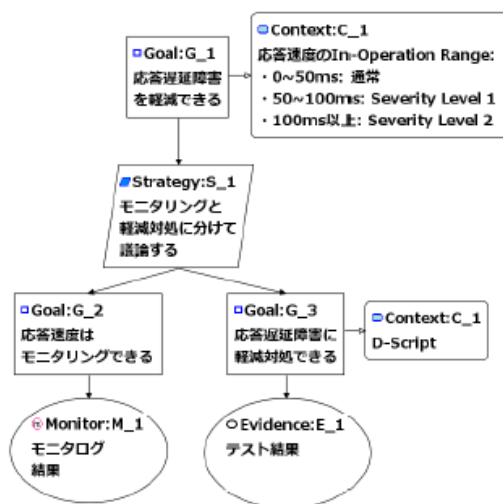 Goal:G_1
応答遅延障害
を軽減できる
Context:C_1
応答速度のIn-Operation Range:
・0~50ms: 通常
・50~100ms: Severity Level 1
・100ms以上: Severity Level 2
Strategy:S_1
モニタリングと
軽減対処に分けて
議論する
Goal:G_2
応答速度は
モニタリングできる
Goal:G_3
応答遅延障害に
軽減対処できる
Context:C_1
D-Script
Monitor:M_1
モニタログ
結果
Evidence:E_1
テスト結果